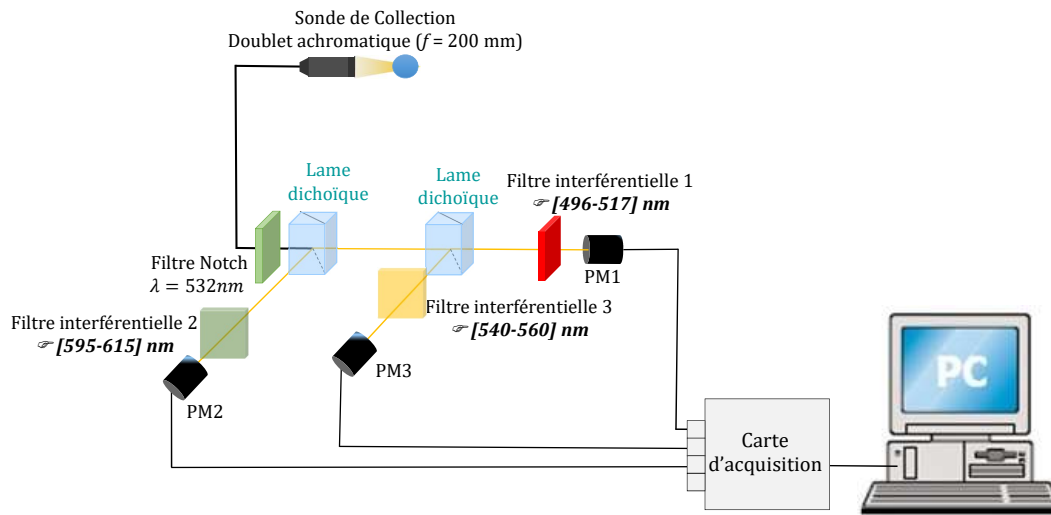 Sonde de Collection
Doublet achromatique (f = 200 mm)
Lame
dichoïque
Lame
dichoïque
Filtre interférentielle 1
☞ [496-517] nm
PM1
Filtre Notch
λ = 532nm
Filtre interférentielle 3
☞ [540-560] nm
Filtre interférentielle 2
☞ [595-615] nm
PM3
PM2
PC
Carte
d'acquisition